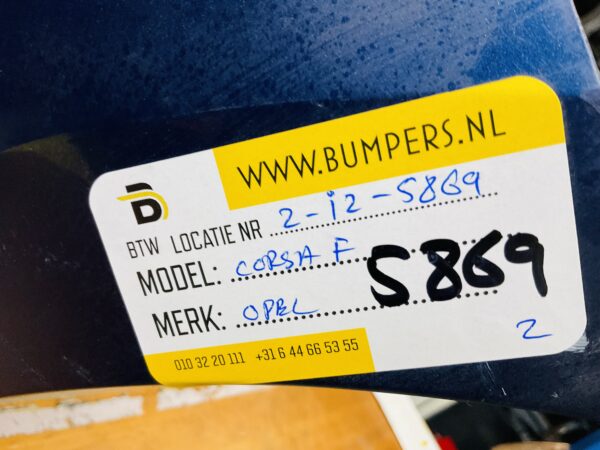 WWW.BUMPERS.NL
B
BTW LOCATIE NR 2-i2-5869
MODEL: CORSA F
MERK: OPEL
5869
010 32 20 111 +31 6 44 66 53 55
2